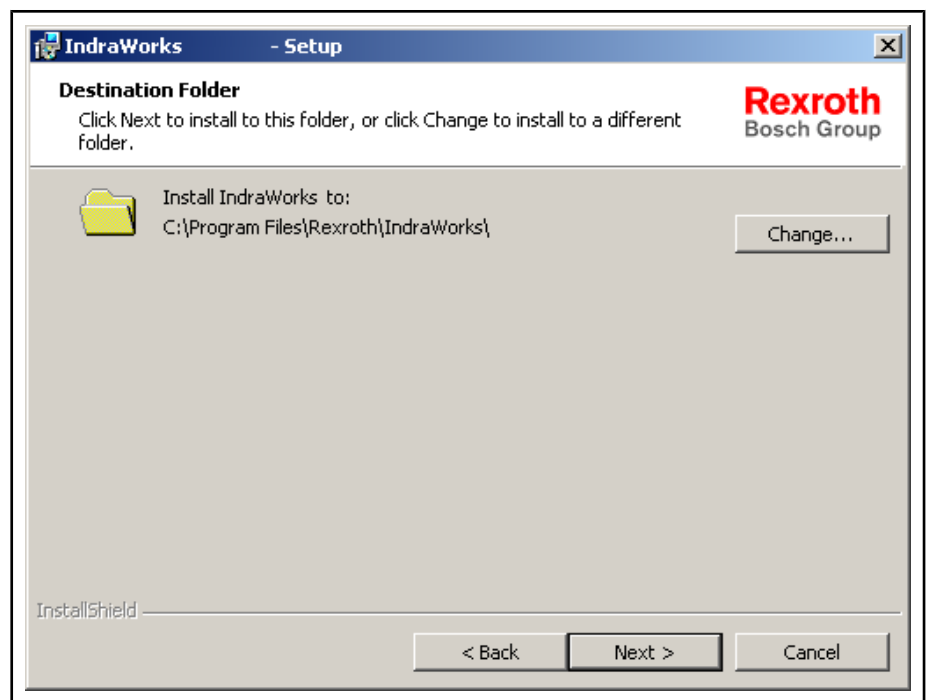 IndraWorks - Setup
Destination Folder
Click Next to install to this folder, or click Change to install to a different
folder.
Rexroth
Bosch Group
Install IndraWorks to:
C:\Program Files\Rexroth\IndraWorks\
Change...
InstallShield
< Back
Next >
Cancel